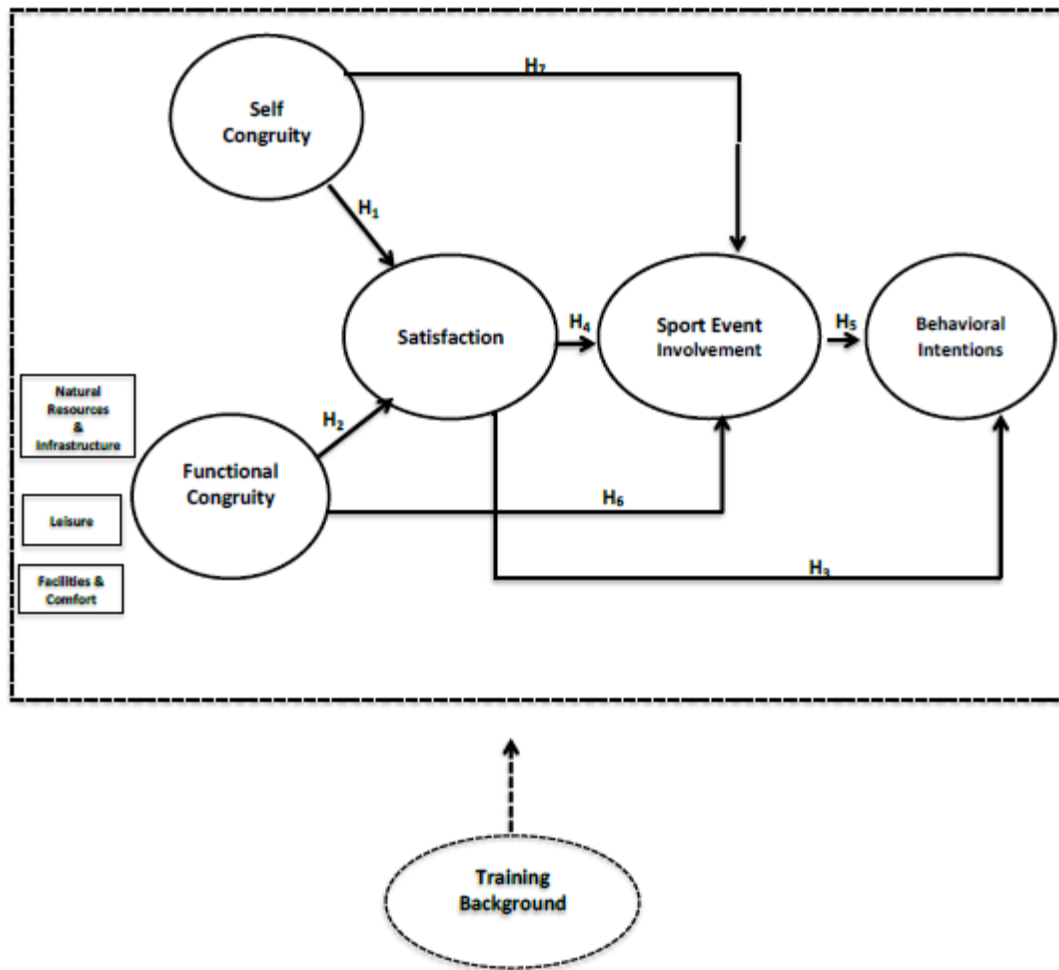 H₇
Self
Congruity
H₁
Satisfaction
H₄
Sport Event
Involvement
H₅
Behavioral
Intentions
Natural
Resources
&
Infrastructure
H₂
Functional
Congruity
Leisure
H₆
Facilities &
Comfort
H₃
Training
Background